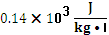 0.14 × 10³ J / kg •